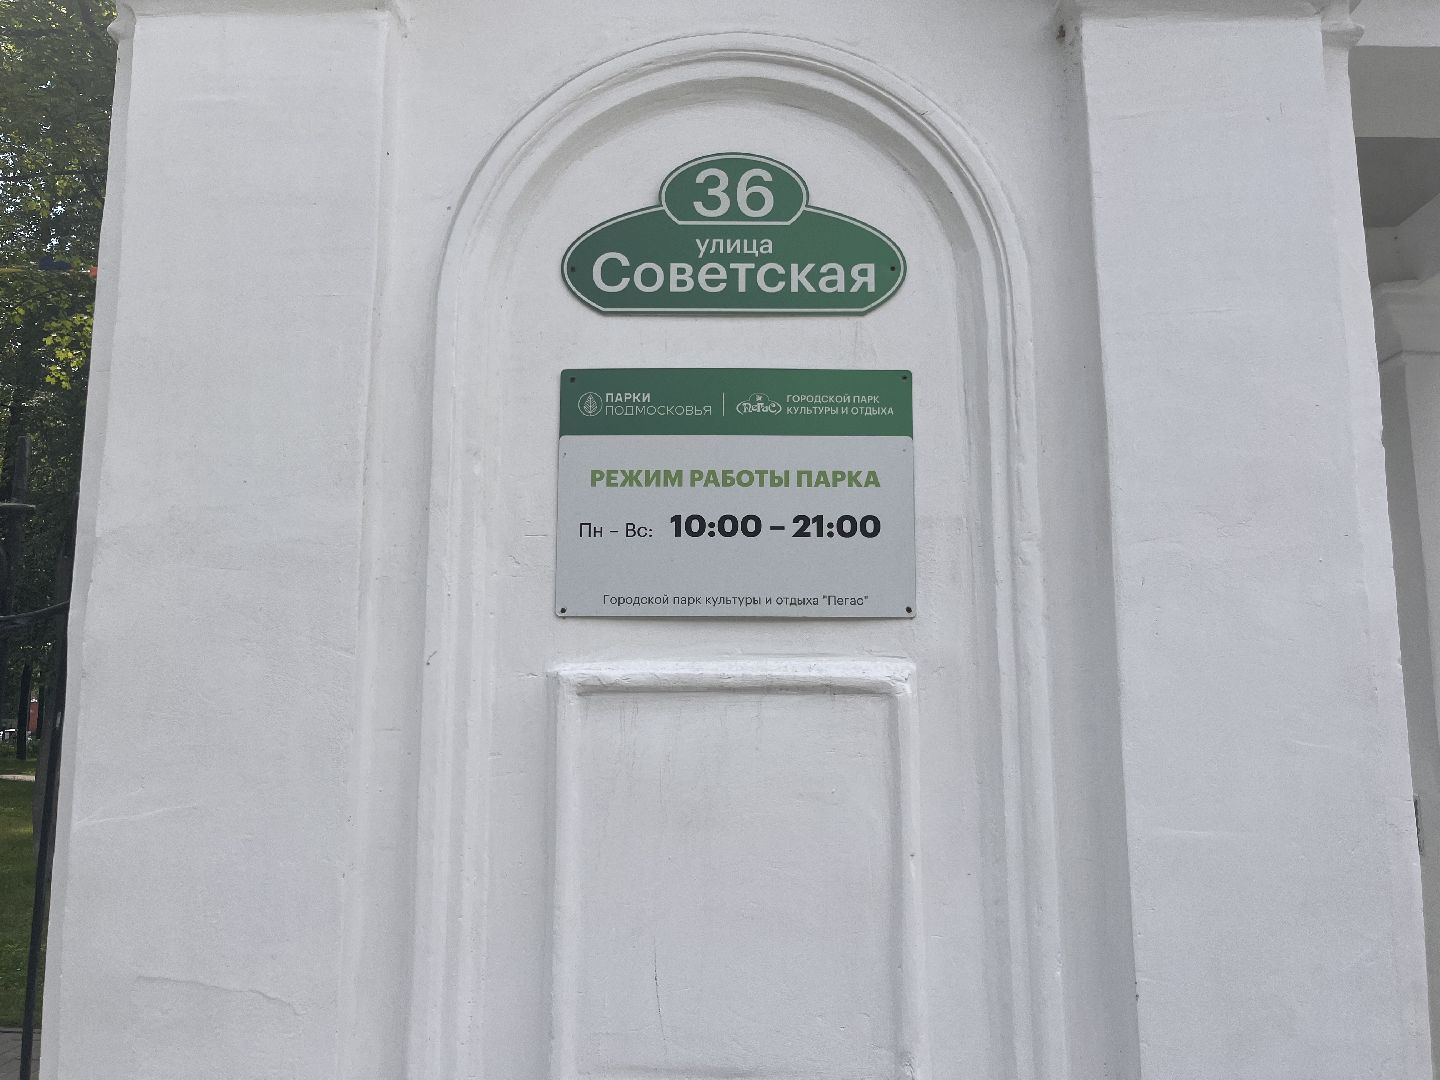 36
улица
Советская
ПАРКИ
ПОДМОСКОВЬЯ
Пегас
ГОРОДСКОЙ ПАРК
КУЛЬТУРЫ И ОТДЫХА
РЕЖИМ РАБОТЫ ПАРКА
Пн – Вс: 10:00 – 21:00
Городской парк культуры и отдыха "Пегас"